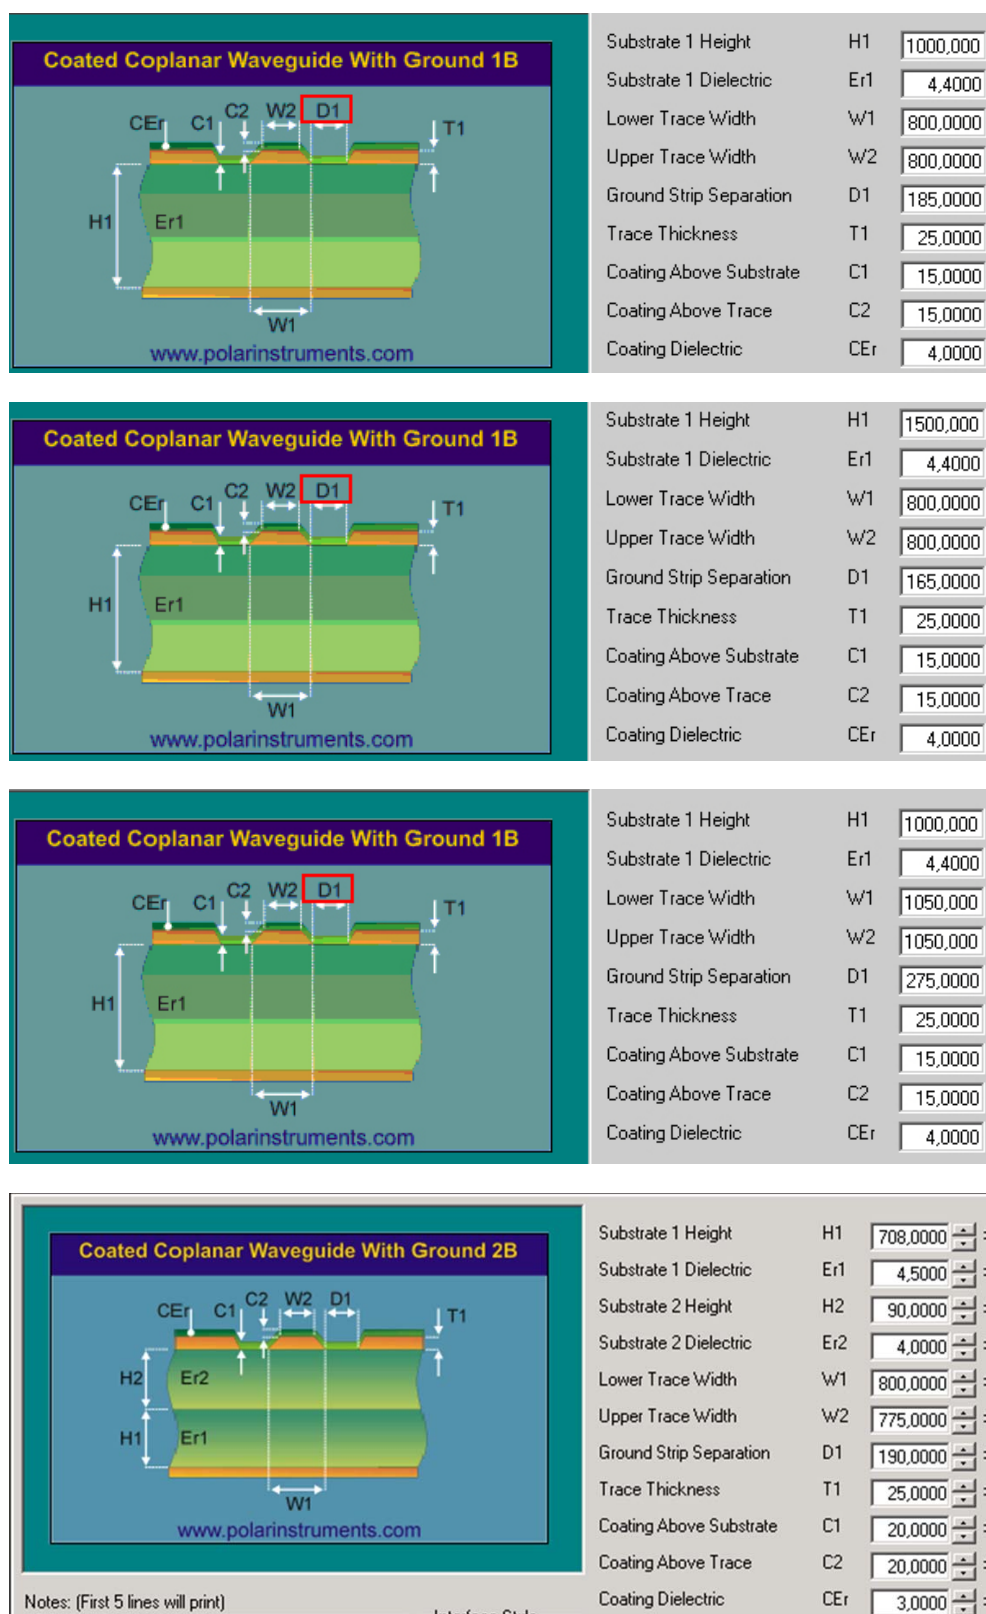 Coated Coplanar Waveguide With Ground 1B
CEr C1 C2 W2 D1 T1
H1 Er1
W1
www.polarinstruments.com
Substrate 1 Height H1 1000,000
Substrate 1 Dielectric Er1 4,4000
Lower Trace Width W1 800,0000
Upper Trace Width W2 800,0000
Ground Strip Separation D1 185,0000
Trace Thickness T1 25,0000
Coating Above Substrate C1 15,0000
Coating Above Trace C2 15,0000
Coating Dielectric CEr 4,0000
Coated Coplanar Waveguide With Ground 1B
CEr C1 C2 W2 D1 T1
H1 Er1
W1
www.polarinstruments.com
Substrate 1 Height H1 1500,000
Substrate 1 Dielectric Er1 4,4000
Lower Trace Width W1 800,0000
Upper Trace Width W2 800,0000
Ground Strip Separation D1 165,0000
Trace Thickness T1 25,0000
Coating Above Substrate C1 15,0000
Coating Above Trace C2 15,0000
Coating Dielectric CEr 4,0000
Coated Coplanar Waveguide With Ground 1B
CEr C1 C2 W2 D1 T1
H1 Er1
W1
www.polarinstruments.com
Substrate 1 Height H1 1000,000
Substrate 1 Dielectric Er1 4,4000
Lower Trace Width W1 1050,000
Upper Trace Width W2 1050,000
Ground Strip Separation D1 275,0000
Trace Thickness T1 25,0000
Coating Above Substrate C1 15,0000
Coating Above Trace C2 15,0000
Coating Dielectric CEr 4,0000
Coated Coplanar Waveguide With Ground 2B
CEr C1 C2 W2 D1 T1
H2 Er2
H1 Er1
W1
www.polarinstruments.com
Substrate 1 Height H1 708,0000
Substrate 1 Dielectric Er1 4,5000
Substrate 2 Height H2 90,0000
Substrate 2 Dielectric Er2 4,0000
Lower Trace Width W1 800,0000
Upper Trace Width W2 775,0000
Ground Strip Separation D1 190,0000
Trace Thickness T1 25,0000
Coating Above Substrate C1 20,0000
Coating Above Trace C2 20,0000
Coating Dielectric CEr 3,0000
Notes: (First 5 lines will print)